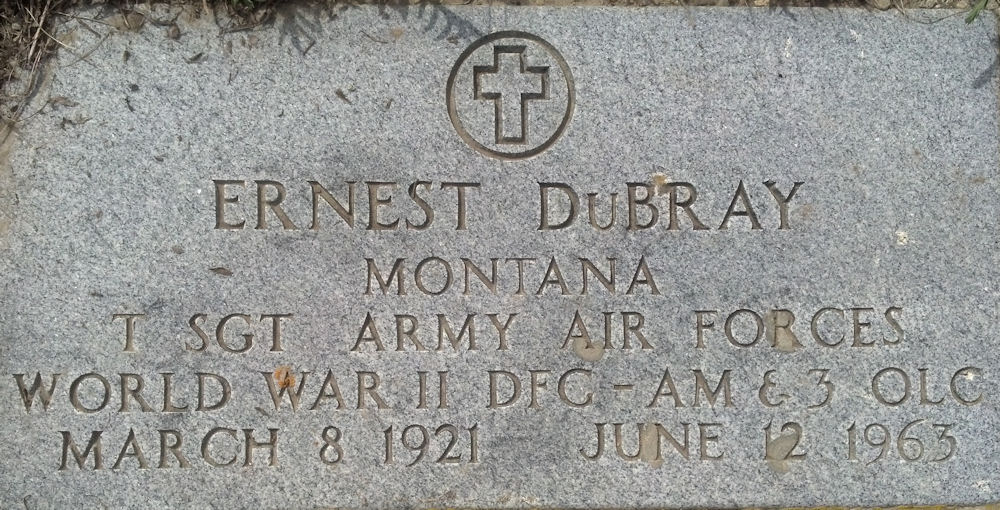 ERNEST DuBRAY
MONTANA
T SGT ARMY AIR FORCES
WORLD WAR II DFC-AM & 3 OLC
MARCH 8 1921 JUNE 12 1963